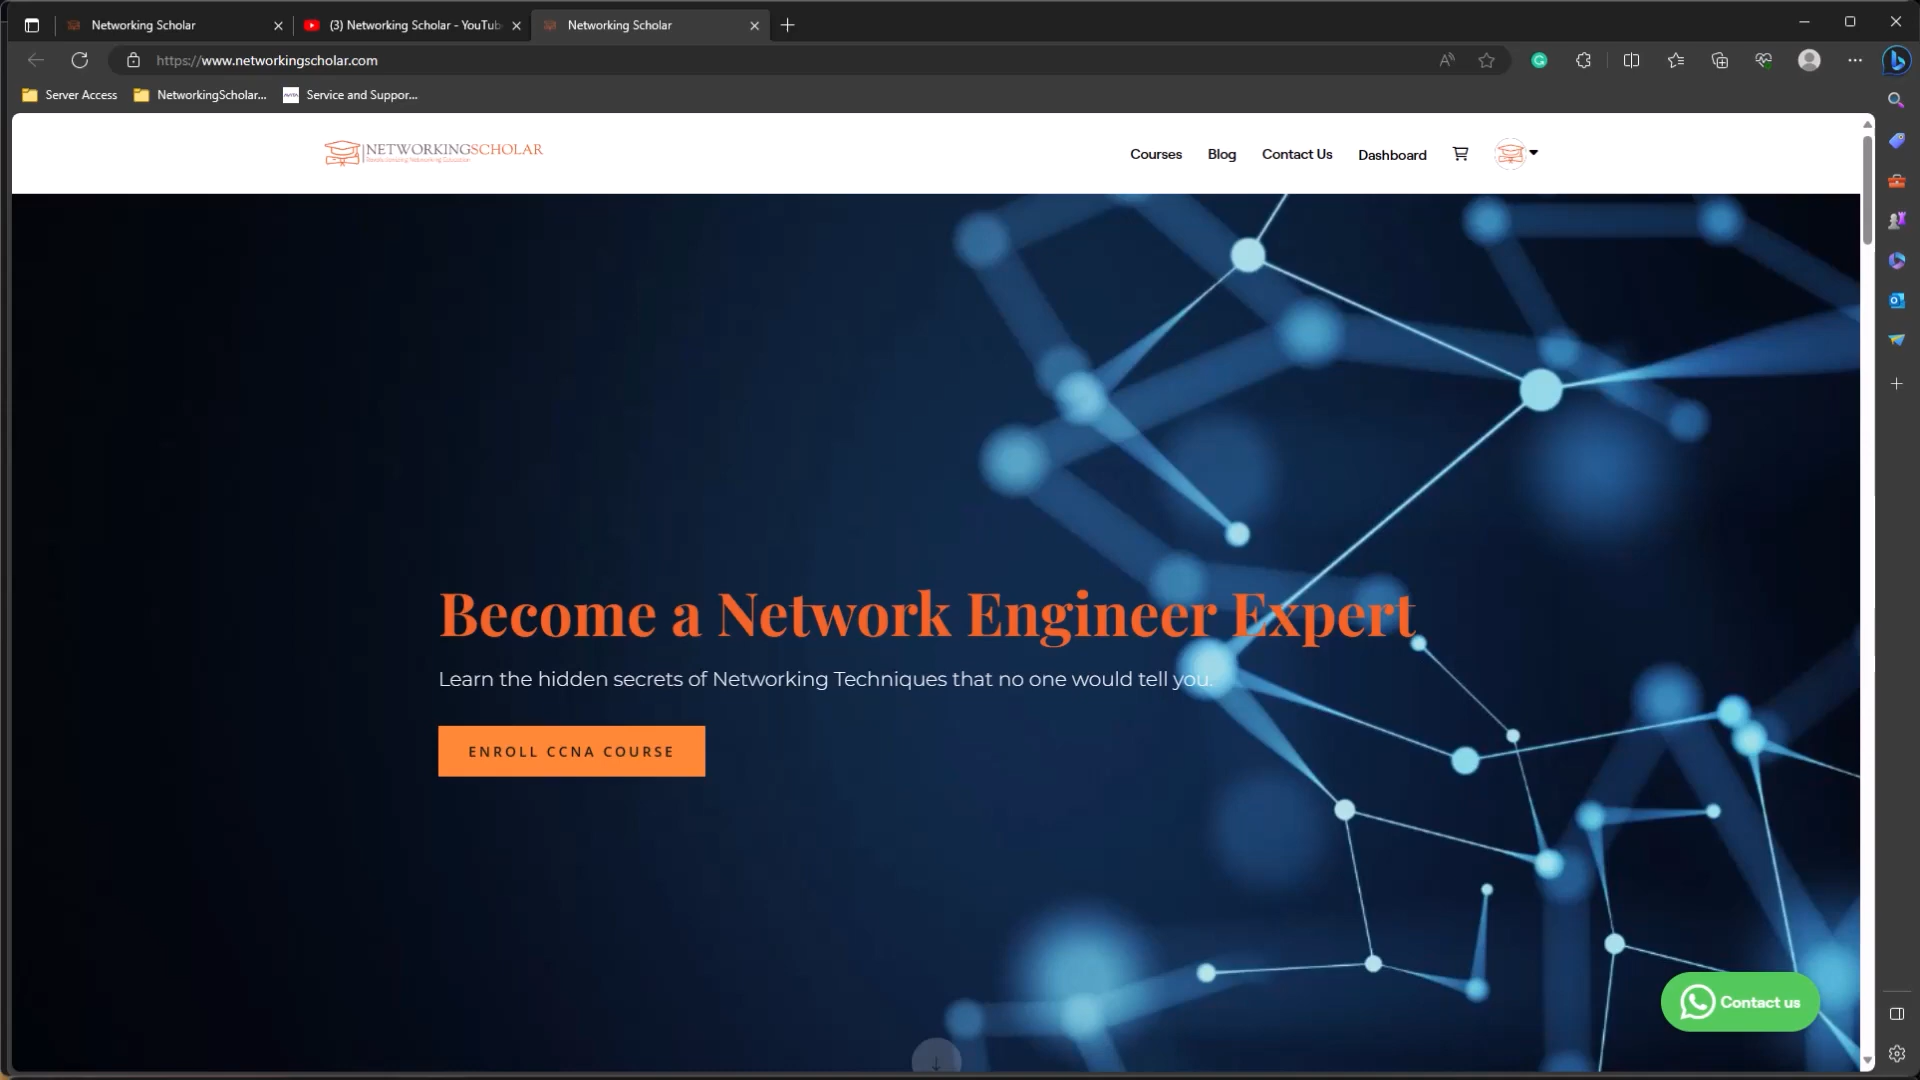 Networking Scholar
(3) Networking Scholar - YouTub
Networking Scholar
https://www.networkingscholar.com
Server Access
NetworkingScholar...
Service and Suppor...
NETWORKINGSCHOLAR
Courses
Blog
Contact Us
Dashboard
Become a Network Engineer Expert
Learn the hidden secrets of Networking Techniques that no one would tell you.
ENROLL CCNA COURSE
Contact us